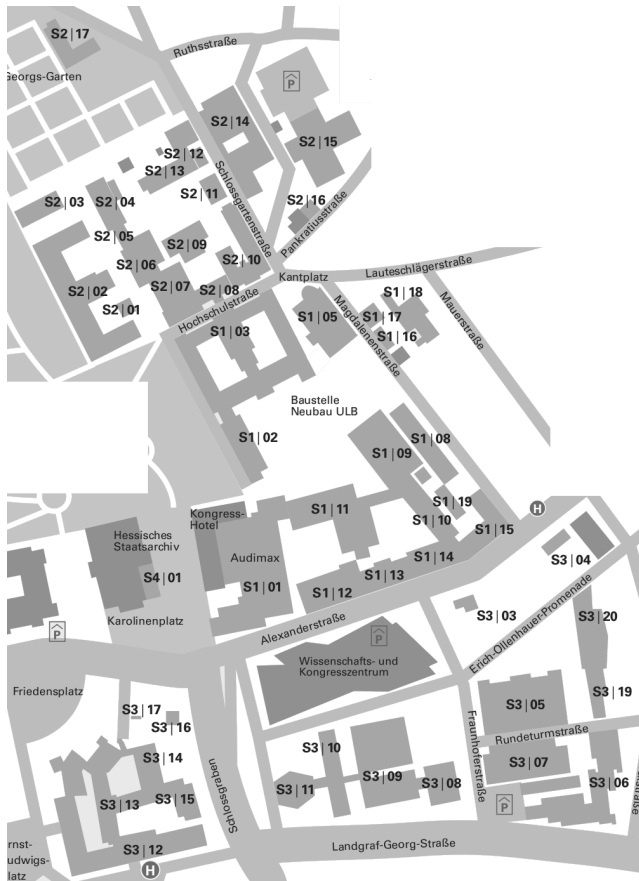 S2|17
Ruthsstraße
Georgs-Garten
P
S2|14
S2|15
S2|12
S2|13
S2|11
Schlossgartenstraße
S2|16
Pankratiusstraße
S2|03
S2|04
S2|05
S2|06
S2|09
S2|10
S2|02
S2|01
S2|07
S2|08
Kantplatz
Lauteschlägerstraße
Hochschulstraße
S1|03
S1|05
S1|18
S1|17
S1|16
Magdalenenstraße
Mauerstraße
Baustelle
Neubau ULB
S1|02
S1|08
S1|09
S1|19
S1|10
S1|15
H
Kongress-
Hotel
S1|11
Hessisches
Staatsarchiv
S4|01
Audimax
S1|01
S1|14
S1|13
S1|12
S3|04
Karolinenplatz
Alexanderstraße
S3|03
S3|20
Erich-Ollenhauer-Promenade
P
P
Wissenschafts- und
Kongresszentrum
Friedensplatz
S3|19
S3|17
S3|16
S3|05
Fraunhoferstraße
Rundeturmstraße
S3|14
S3|10
S3|07
S3|13
S3|15
Schlossgraben
S3|11
S3|09
S3|08
S3|06
P
S3|12
H
Landgraf-Georg-Straße
rnst-
udwigs-
latz